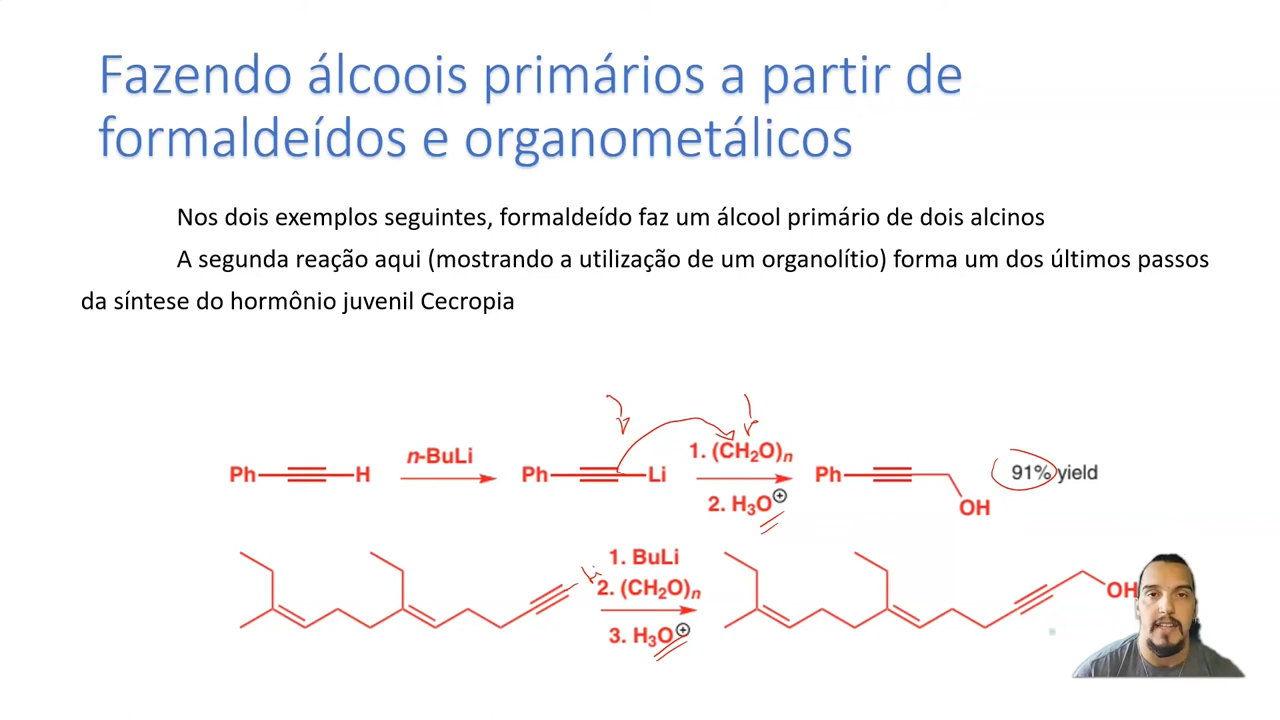 Fazendo álcoois primários a partir de
formaldeídos e organometálicos
Nos dois exemplos seguintes, formaldeído faz um álcool primário de dois alcinos
A segunda reação aqui (mostrando a utilização de um organolítio) forma um dos últimos passos
da síntese do hormônio juvenil Cecropia
Ph H n-BuLi Ph Li 1. (CH₂O)n Ph OH 91% yield
2. H₃O⊕
Li 1. BuLi
2. (CH₂O)n OH
3. H₃O⊕